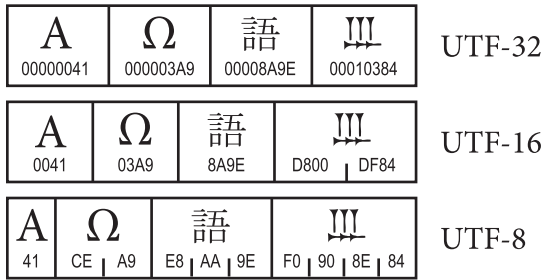 A Ω 語 𐎄 UTF-32
00000041 000003A9 00008A9E 00010384
A Ω 語 𐎄 UTF-16
0041 03A9 8A9E D800 DF84
A Ω 語 𐎄 UTF-8
41 CE A9 E8 AA 9E F0 90 8E 84